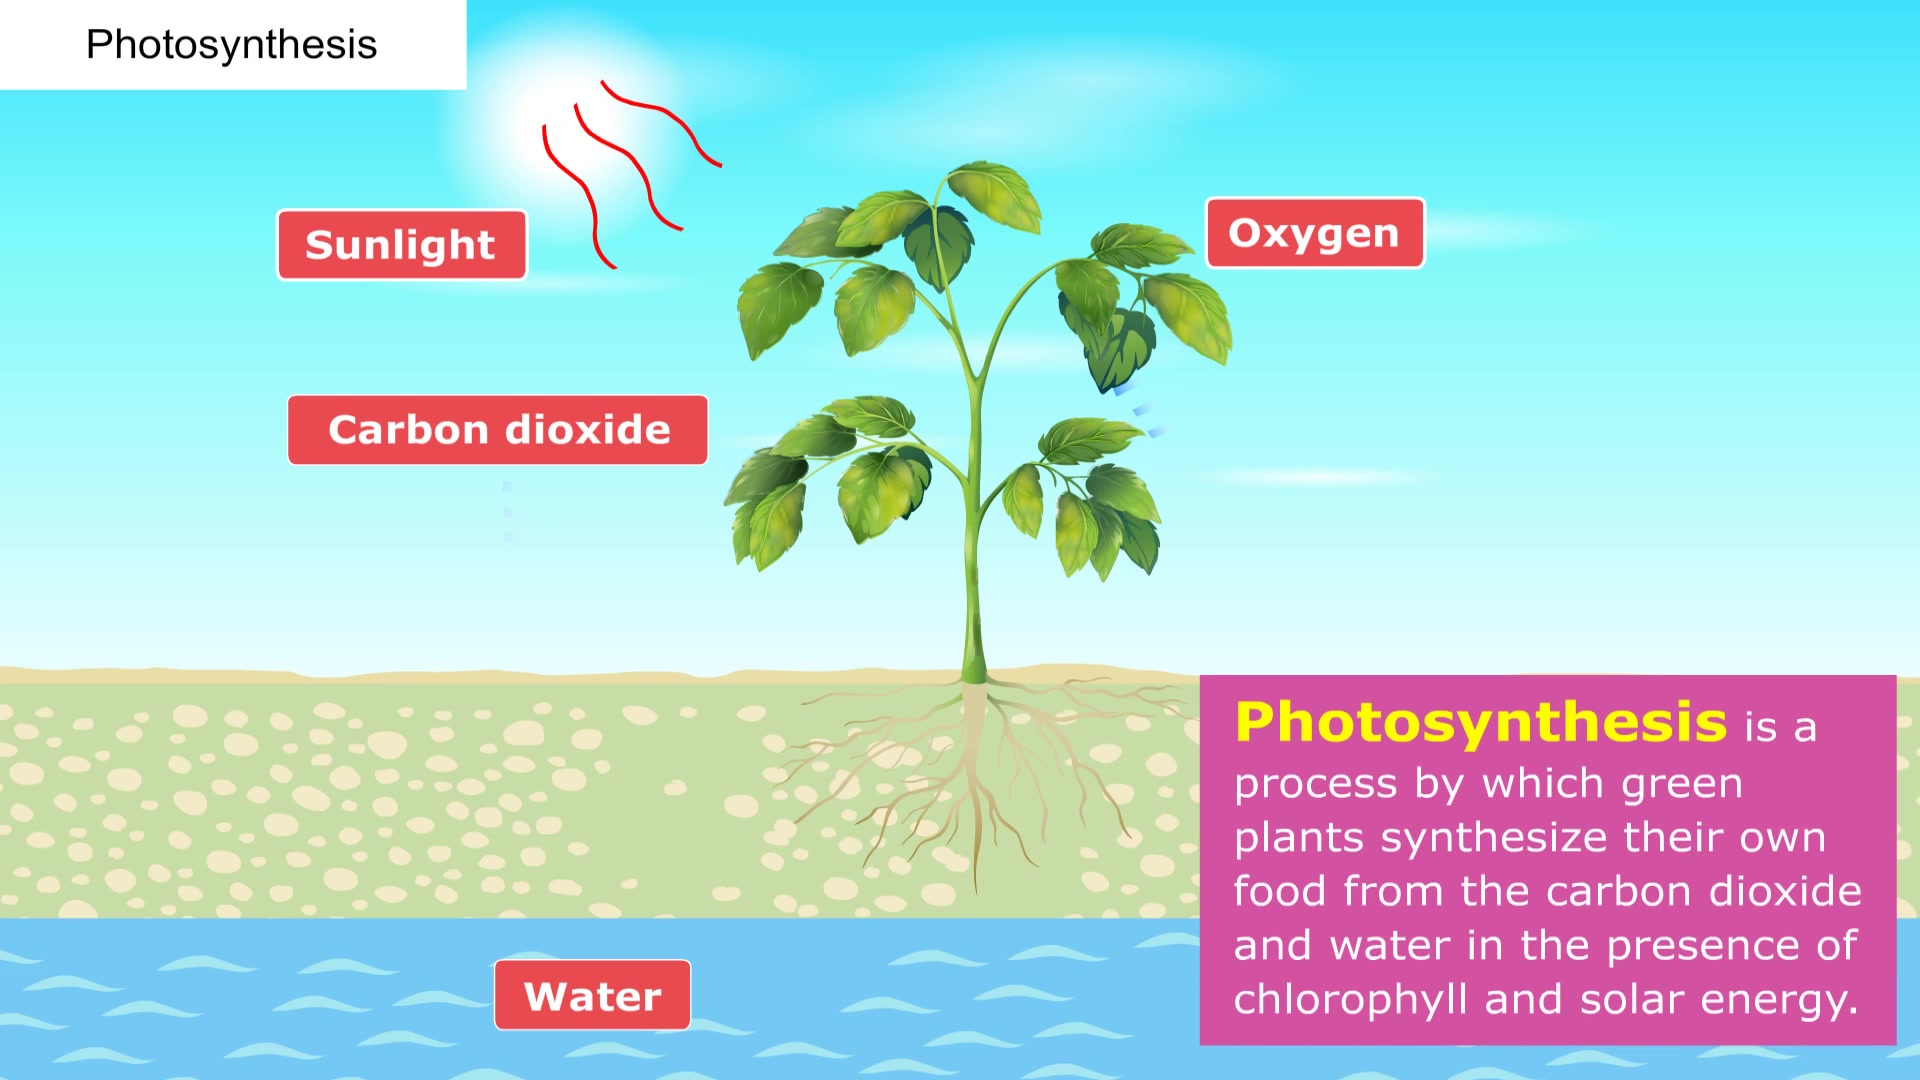 Photosynthesis
Sunlight
Oxygen
Carbon dioxide
Photosynthesis is a
process by which green
plants synthesize their own
food from the carbon dioxide
and water in the presence of
chlorophyll and solar energy.
Water